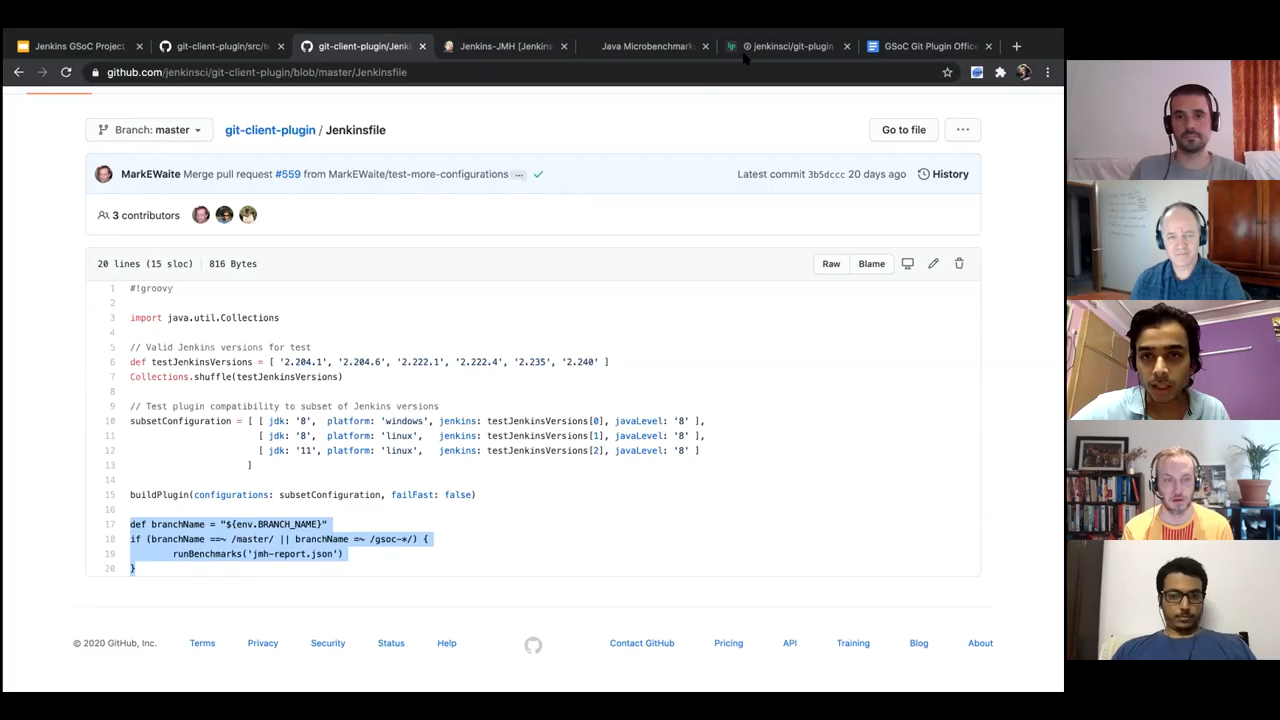 Jenkins GSoC Project
git-client-plugin/src/te
git-client-plugin/Jenki
Jenkins-JMH [Jenkins
Java Microbenchmark
jenkinsci/git-plugin
GSoC Git Plugin Office
github.com/jenkinsci/git-client-plugin/blob/master/Jenkinsfile
Branch: master
git-client-plugin / Jenkinsfile
Go to file
MarkEWaite Merge pull request #559 from MarkEWaite/test-more-configurations
Latest commit 3b5dccc 20 days ago
History
3 contributors
20 lines (15 sloc) 816 Bytes
Raw
Blame
1 #!groovy
2
3 import java.util.Collections
4
5 // Valid Jenkins versions for test
6 def testJenkinsVersions = [ '2.204.1', '2.204.6', '2.222.1', '2.222.4', '2.235', '2.240' ]
7 Collections.shuffle(testJenkinsVersions)
8
9 // Test plugin compatibility to subset of Jenkins versions
10 subsetConfiguration = [ [ jdk: '8', platform: 'windows', jenkins: testJenkinsVersions[0], javaLevel: '8' ],
11 [ jdk: '8', platform: 'linux', jenkins: testJenkinsVersions[1], javaLevel: '8' ],
12 [ jdk: '11', platform: 'linux', jenkins: testJenkinsVersions[2], javaLevel: '8' ]
13 ]
14
15 buildPlugin(configurations: subsetConfiguration, failFast: false)
16
17 def branchName = "${env.BRANCH_NAME}"
18 if (branchName ==~ /master/ || branchName =~ /gsoc-*/) {
19 runBenchmarks('jmh-report.json')
20 }
© 2020 GitHub, Inc.
Terms
Privacy
Security
Status
Help
Contact GitHub
Pricing
API
Training
Blog
About